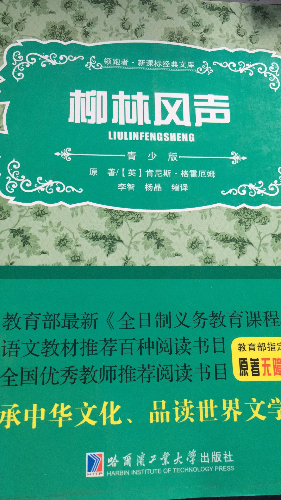 领跑者·新课标经典文库
柳林风声
LIULINFENGSHENG
青少版
原 著/【英】肯尼斯·格雷厄姆
李智 杨晶 编译
教育部最新《全日制义务教育课程
语文教材推荐百种阅读书目
全国优秀教师推荐阅读书目
教育部指定
原著无障
承中华文化、品读世界文学
哈尔滨工业大学出版社
HARBIN INSTITUTE OF TECHNOLOGY PRESS